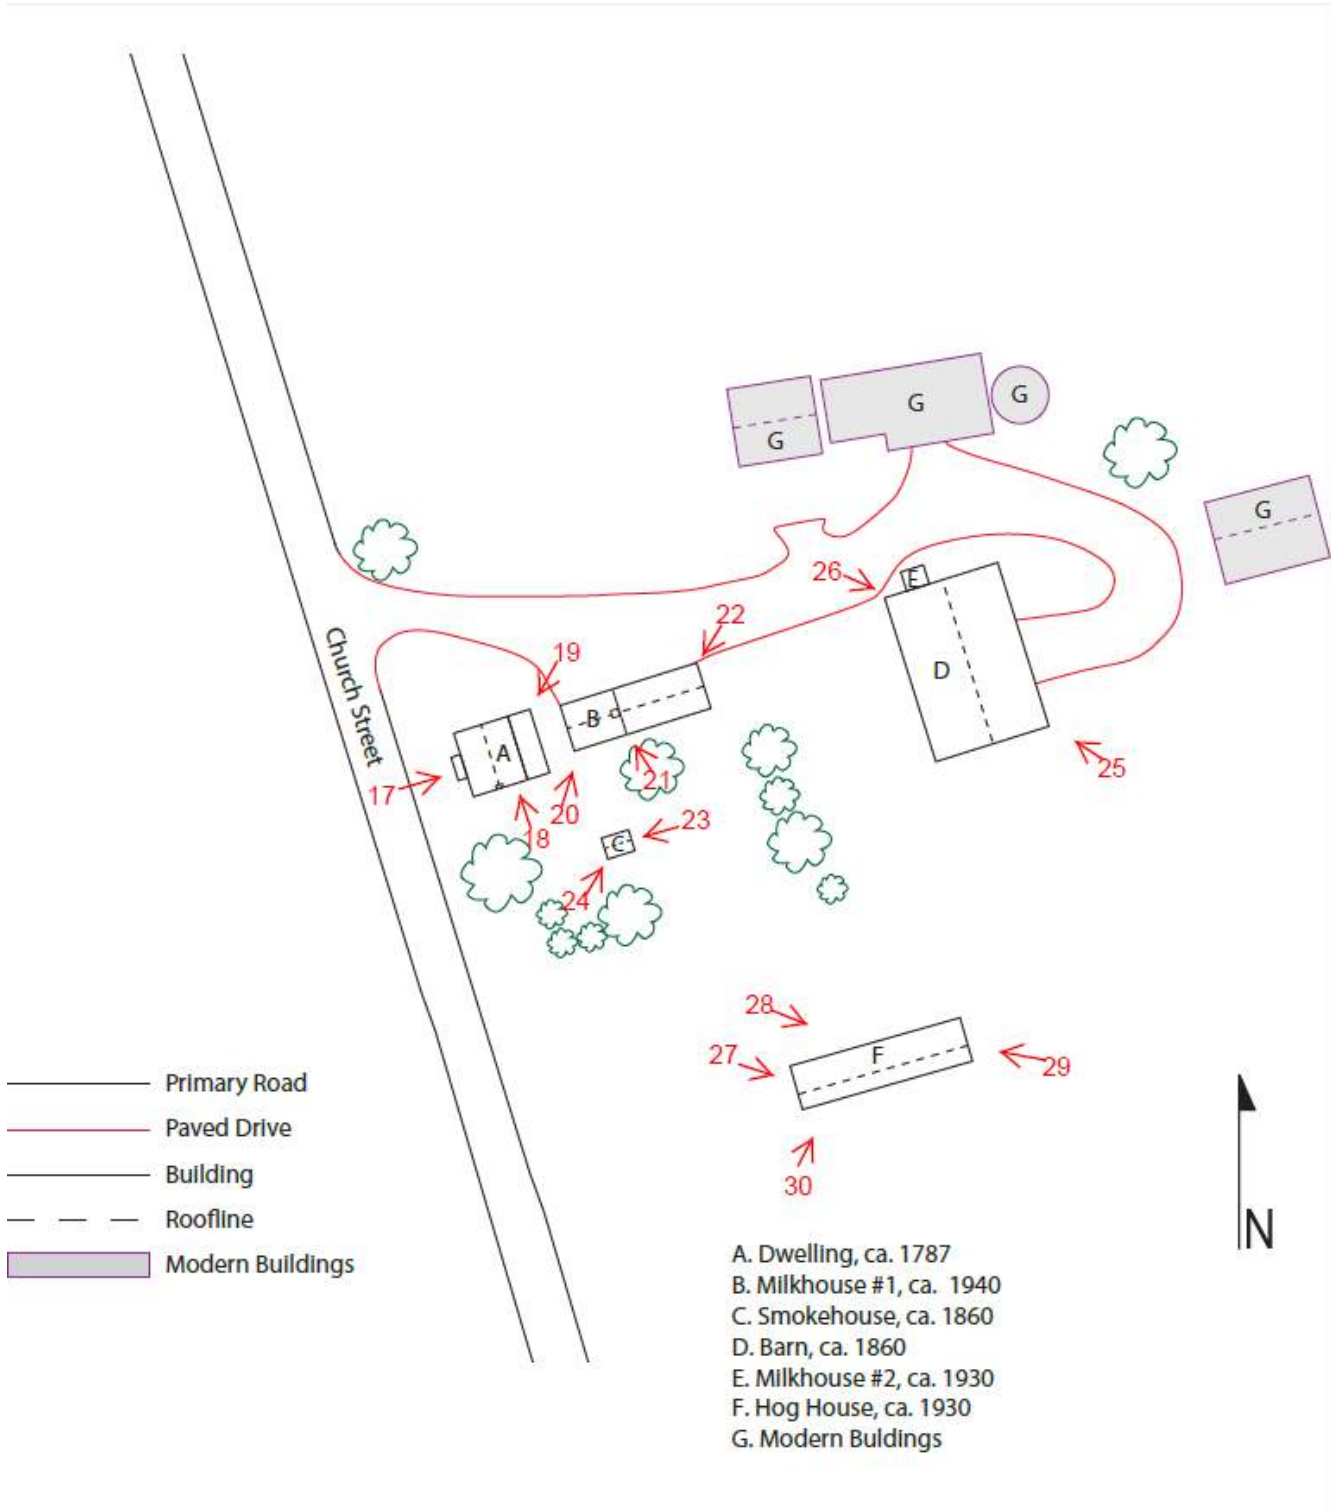 G
G
G
G
26
E
22
19
D
B
Church Street
A
25
17
21
20
23
18
C
24
28
27
F
29
30
N
Primary Road
Paved Drive
Building
Roofline
Modern Buildings
A. Dwelling, ca. 1787
B. Milkhouse #1, ca. 1940
C. Smokehouse, ca. 1860
D. Barn, ca. 1860
E. Milkhouse #2, ca. 1930
F. Hog House, ca. 1930
G. Modern Buldings